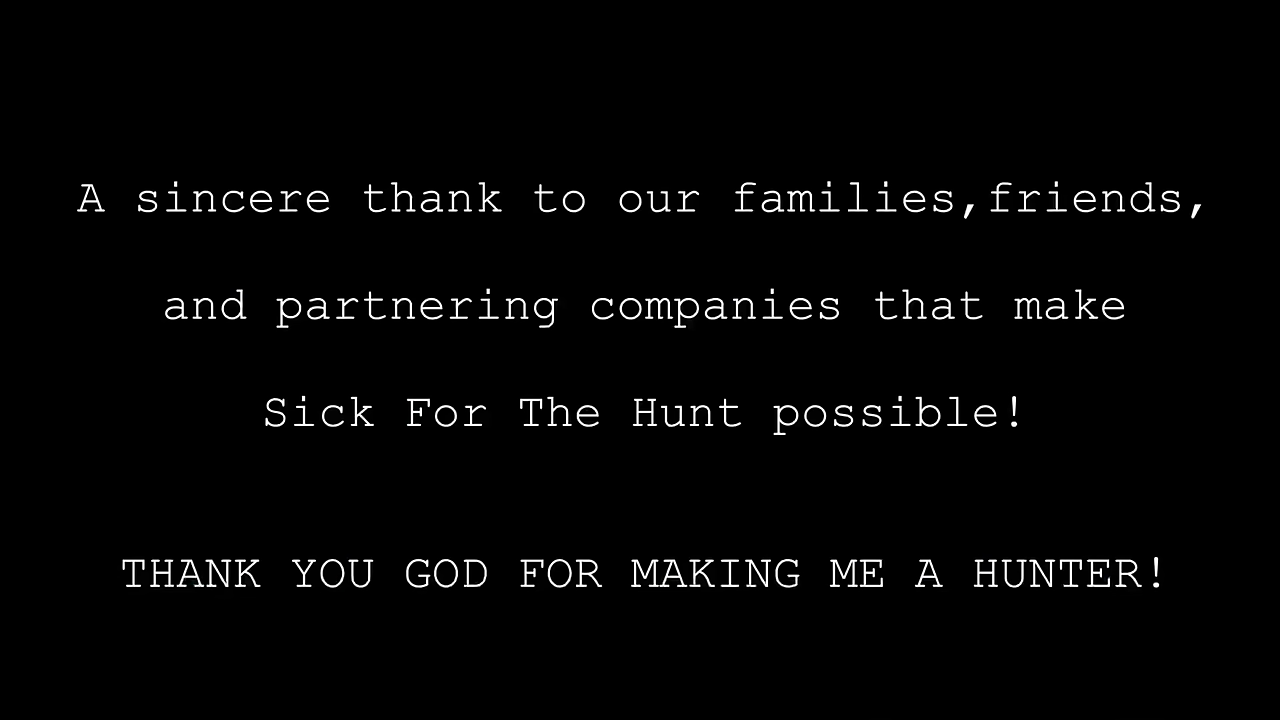 A sincere thank to our families,friends,
and partnering companies that make
Sick For The Hunt possible!
THANK YOU GOD FOR MAKING ME A HUNTER!